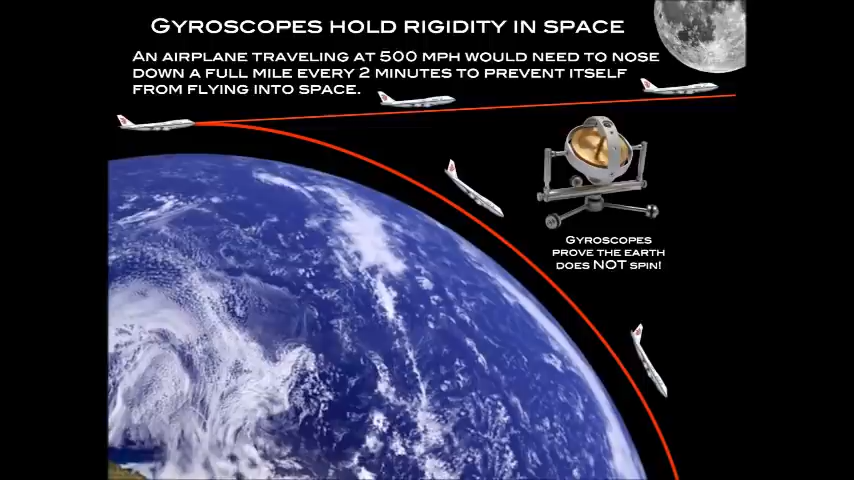 Gyroscopes hold rigidity in space
An airplane traveling at 500 mph would need to nose
down a full mile every 2 minutes to prevent itself
from flying into space.
Gyroscopes
prove the earth
does NOT spin!